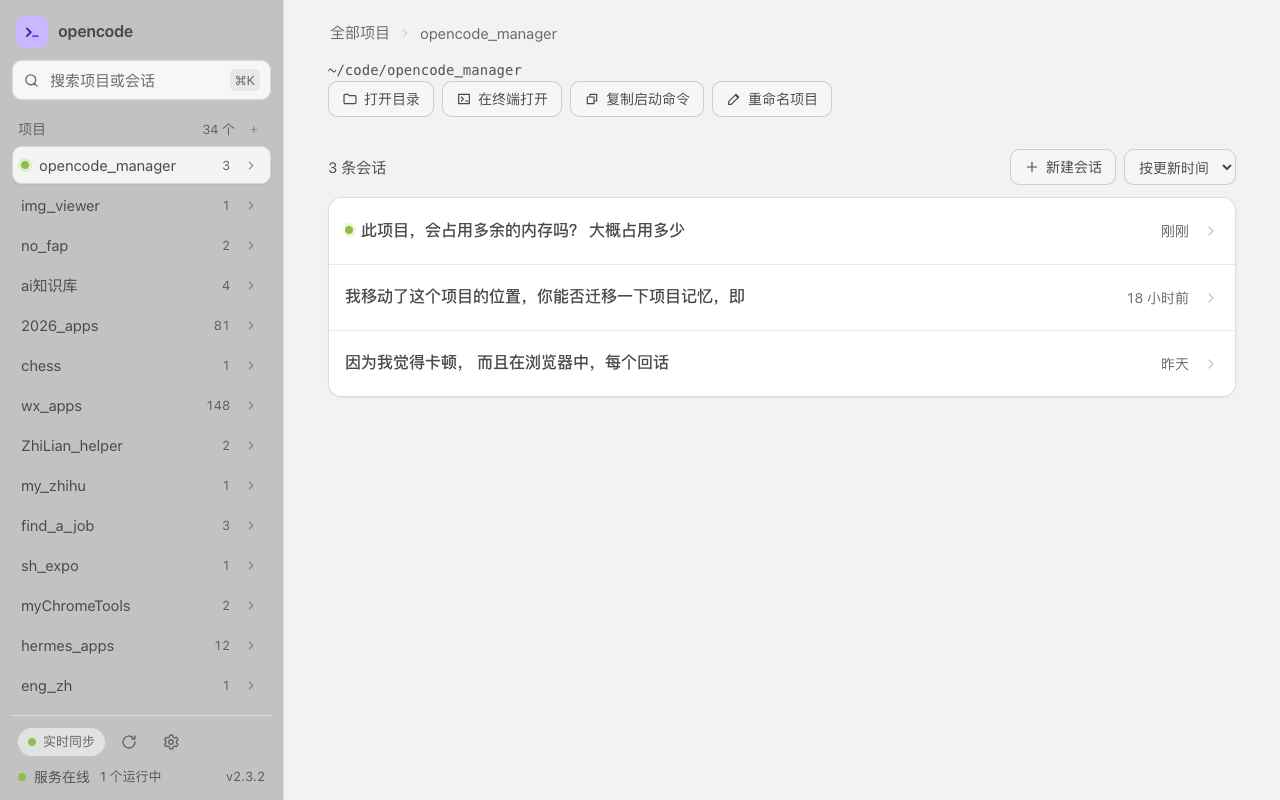 opencode
搜索项目或会话 ⌘K
项目 34 个 +
opencode_manager 3
img_viewer 1
no_fap 2
ai知识库 4
2026_apps 81
chess 1
wx_apps 148
ZhiLian_helper 2
my_zhihu 1
find_a_job 3
sh_expo 1
myChromeTools 2
hermes_apps 12
eng_zh 1
实时同步
服务在线 1 个运行中 v2.3.2
全部项目 opencode_manager
~/code/opencode_manager
打开目录 在终端打开 复制启动命令 重命名项目
3 条会话 新建会话 按更新时间
此项目，会占用多余的内存吗？ 大概占用多少 刚刚
我移动了这个项目的位置，你能否迁移一下项目记忆，即 18 小时前
因为我觉得卡顿， 而且在浏览器中，每个回话 昨天